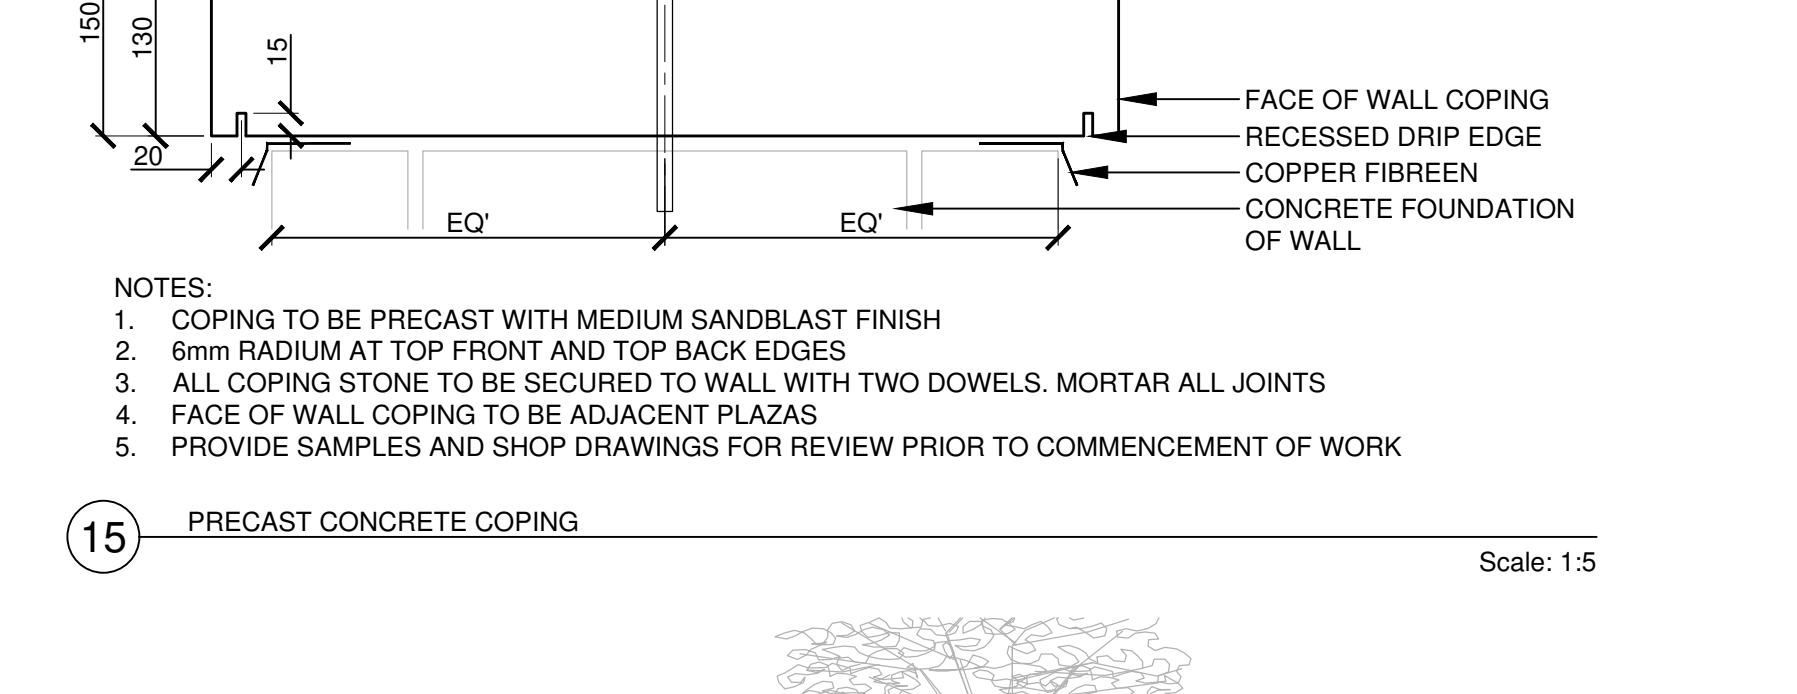 150
130
15
20
FACE OF WALL COPING
RECESSED DRIP EDGE
COPPER FIBREEN
CONCRETE FOUNDATION
OF WALL
EQ' EQ'
NOTES:
1. COPING TO BE PRECAST WITH MEDIUM SANDBLAST FINISH
2. 6mm RADIUM AT TOP FRONT AND TOP BACK EDGES
3. ALL COPING STONE TO BE SECURED TO WALL WITH TWO DOWELS. MORTAR ALL JOINTS
4. FACE OF WALL COPING TO BE ADJACENT PLAZAS
5. PROVIDE SAMPLES AND SHOP DRAWINGS FOR REVIEW PRIOR TO COMMENCEMENT OF WORK
15 PRECAST CONCRETE COPING
Scale: 1:5